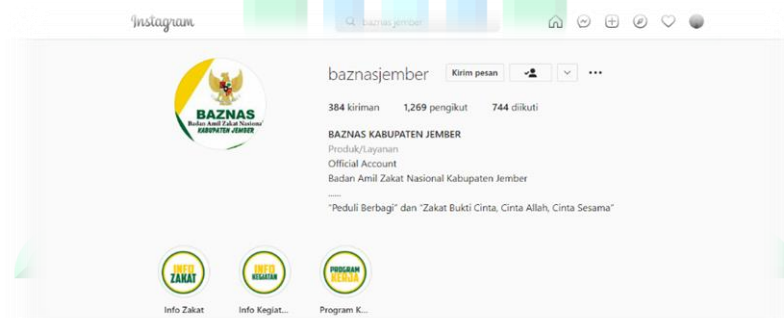 Instagram
baznas jember
baznasjember Kirim pesan
384 kiriman 1,269 pengikut 744 diikuti
BAZNAS KABUPATEN JEMBER
Produk/Layanan
Official Account
Badan Amil Zakat Nasional Kabupaten Jember
......
"Peduli Berbagi" dan "Zakat Bukti Cinta, Cinta Allah, Cinta Sesama"
BAZNAS
Badan Amil Zakat Nasional
KABUPATEN JEMBER
INFO
ZAKAT
INFO
KEGIATAN
PROGRAM
KERJA
Info Zakat Info Kegiat... Program K...